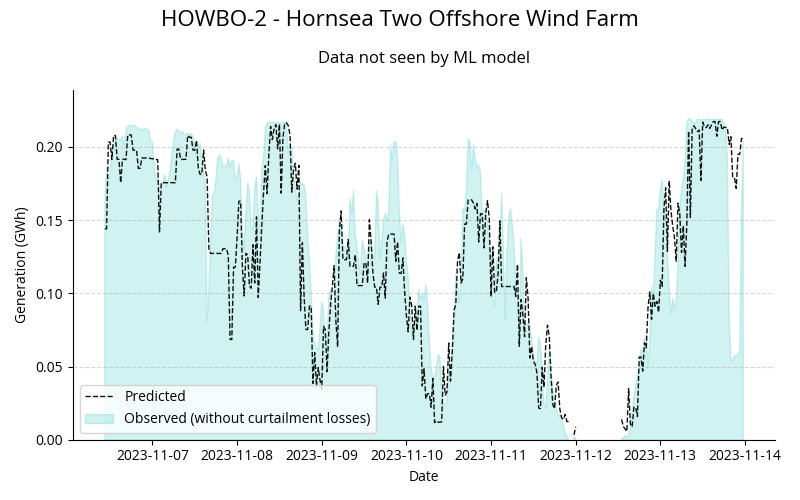 HOWBO-2 - Hornsea Two Offshore Wind Farm
Data not seen by ML model
Generation (GWh)
0.20
0.15
0.10
0.05
0.00
Predicted
Observed (without curtailment losses)
2023-11-07
2023-11-08
2023-11-09
2023-11-10
2023-11-11
2023-11-12
2023-11-13
2023-11-14
Date